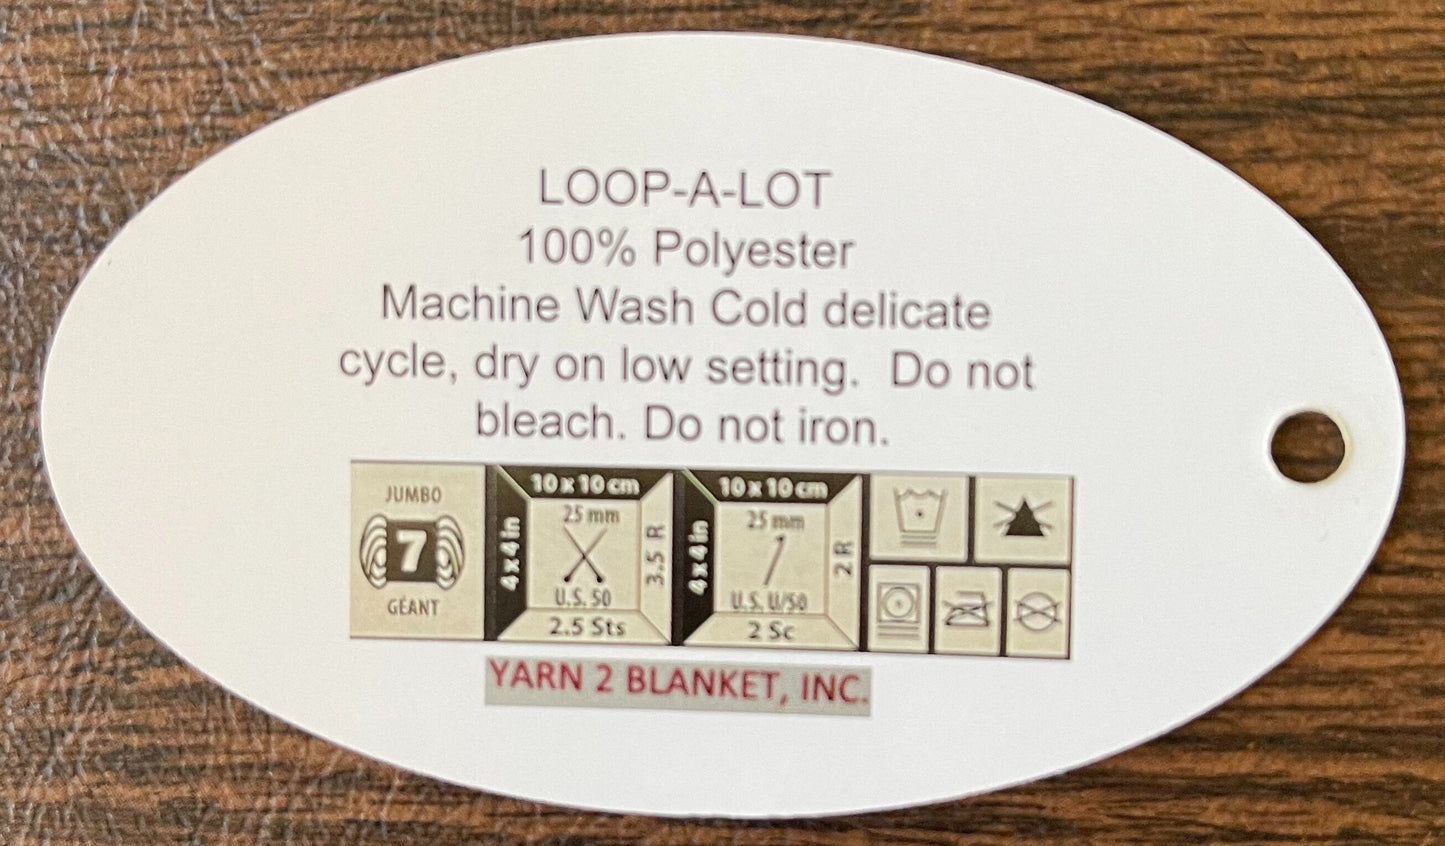 LOOP-A-LOT
100% Polyester
Machine Wash Cold delicate
cycle, dry on low setting.  Do not
bleach. Do not iron.
JUMBO
7
GÉANT
10 x 10 cm
4 x 4 in
25 mm
3.5 R
U.S. 50
2.5 Sts
10 x 10 cm
4 x 4 in
25 mm
2 R
U.S. U/50
2 Sc
YARN 2 BLANKET, INC.